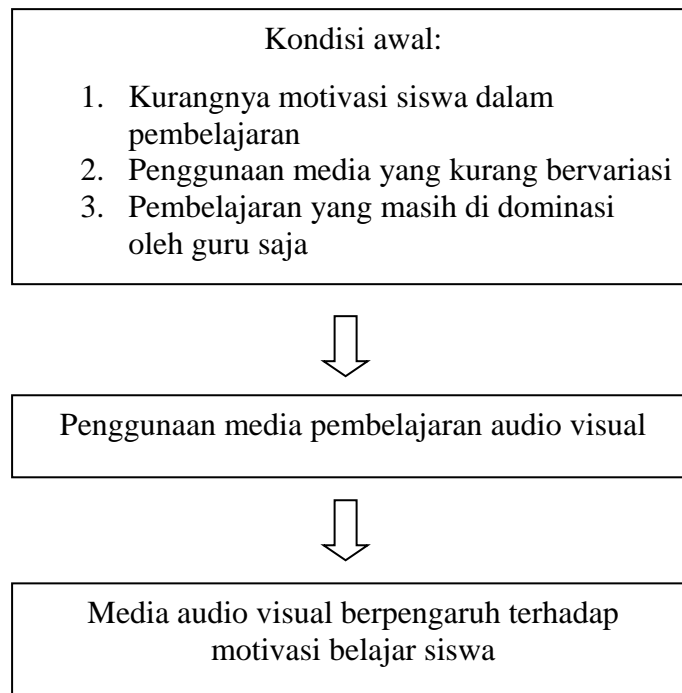 Kondisi awal:
1. Kurangnya motivasi siswa dalam
pembelajaran
2. Penggunaan media yang kurang bervariasi
3. Pembelajaran yang masih di dominasi
oleh guru saja
Penggunaan media pembelajaran audio visual
Media audio visual berpengaruh terhadap
motivasi belajar siswa